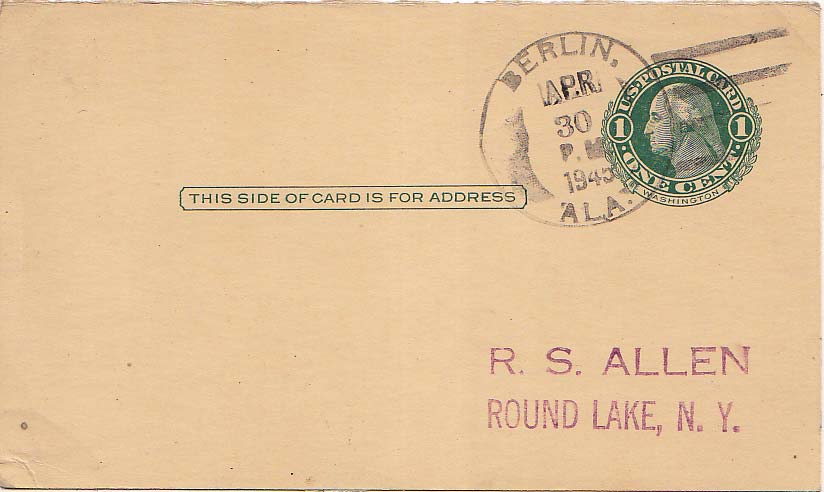 BERLIN.
APR
30
P. M
1945
ALA.
U.S. POSTAL CARD
1 1
ONE CENT
WASHINGTON
THIS SIDE OF CARD IS FOR ADDRESS
R. S. ALLEN
ROUND LAKE, N. Y.